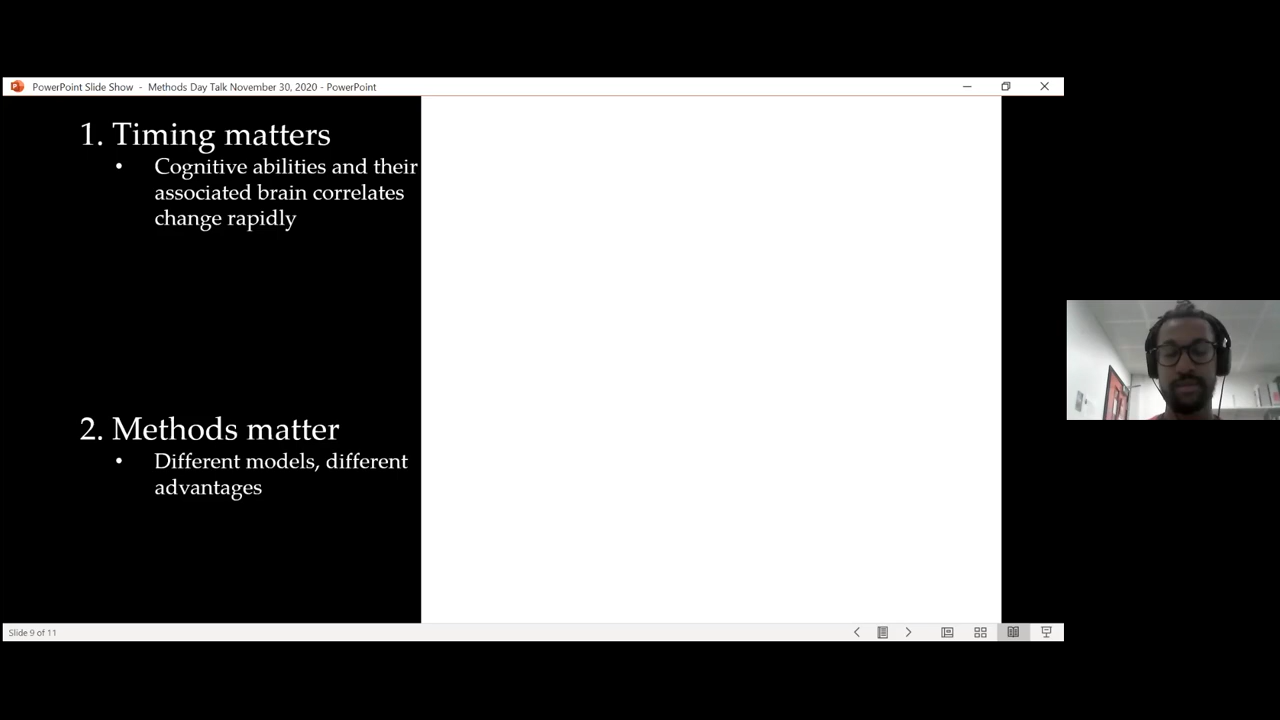 PowerPoint Slide Show - Methods Day Talk November 30, 2020 - PowerPoint
1. Timing matters
• Cognitive abilities and their
associated brain correlates
change rapidly
2. Methods matter
• Different models, different
advantages
Slide 9 of 11